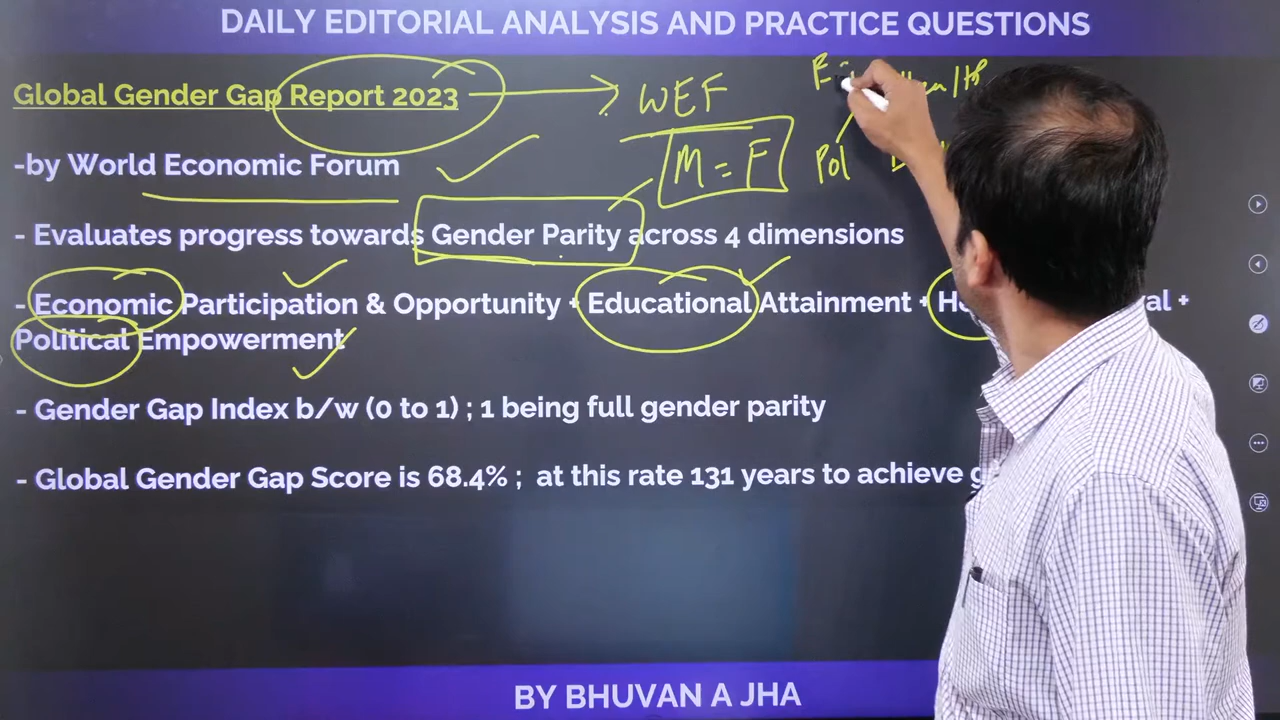 DAILY EDITORIAL ANALYSIS AND PRACTICE QUESTIONS
Global Gender Gap Report 2023
WEF
-by World Economic Forum
M = F
Pol
- Evaluates progress towards Gender Parity across 4 dimensions
- Economic Participation & Opportunity + Educational Attainment +
Political Empowerment
- Gender Gap Index b/w (0 to 1) ; 1 being full gender parity
- Global Gender Gap Score is 68.4% ; at this rate 131 years to achieve
BY BHUVAN A JHA